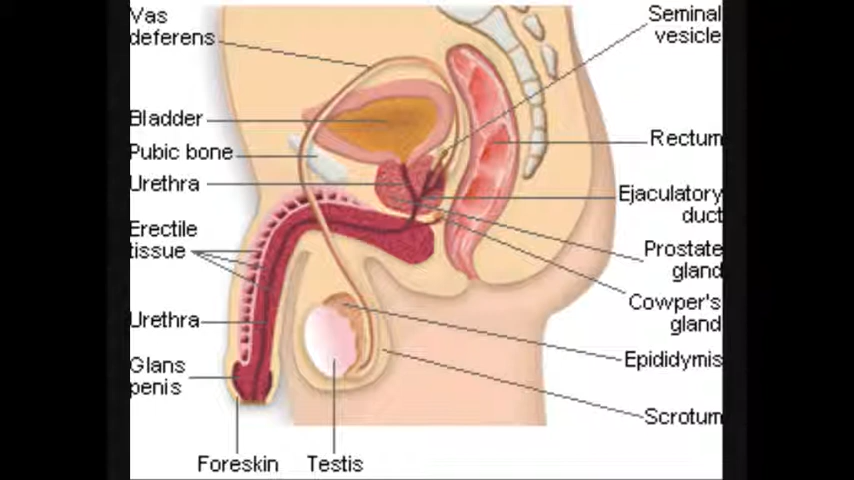 Vas
deferens
Bladder
Pubic bone
Urethra
Erectile
tissue
Urethra
Glans
penis
Foreskin
Testis
Seminal
vesicle
Rectum
Ejaculatory
duct
Prostate
gland
Cowper's
gland
Epididymis
Scrotum